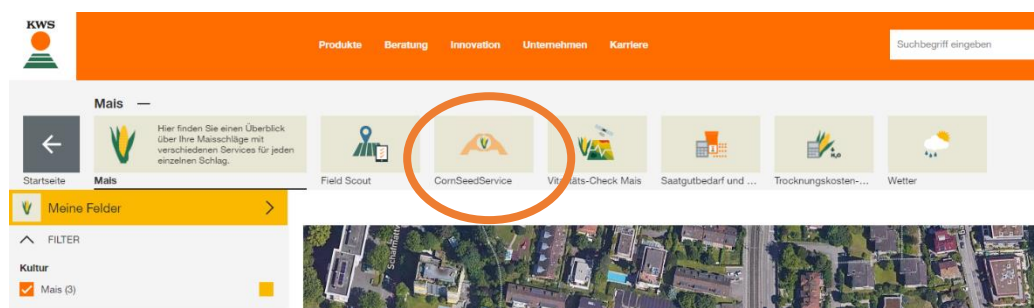 KWS
Produkte Beratung Innovation Unternehmen Karriere
Suchbegriff eingeben
Mais —
Hier finden Sie einen Überblick
über Ihre Maisschläge mit
verschiedenen Services für jeden
einzelnen Schlag.
Startseite Mais Field Scout CornSeedService Vitalitäts-Check Mais Saatgutbedarf und ... Trocknungskosten-... Wetter
Meine Felder
FILTER
Kultur
Mais (3)